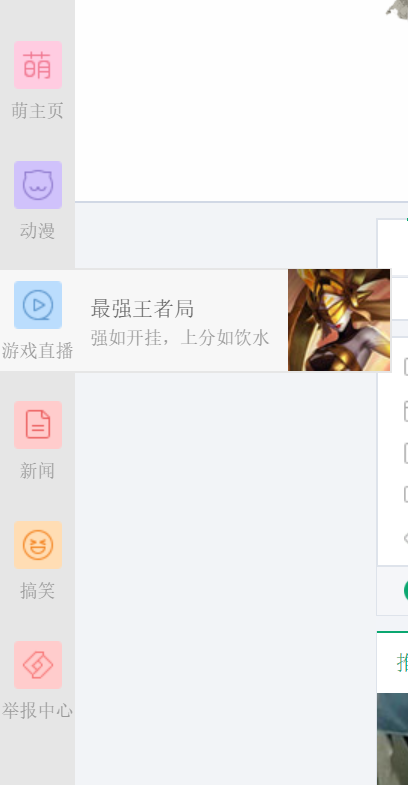 萌
萌主页
动漫
游戏直播
最强王者局
强如开挂，上分如饮水
新闻
搞笑
举报中心